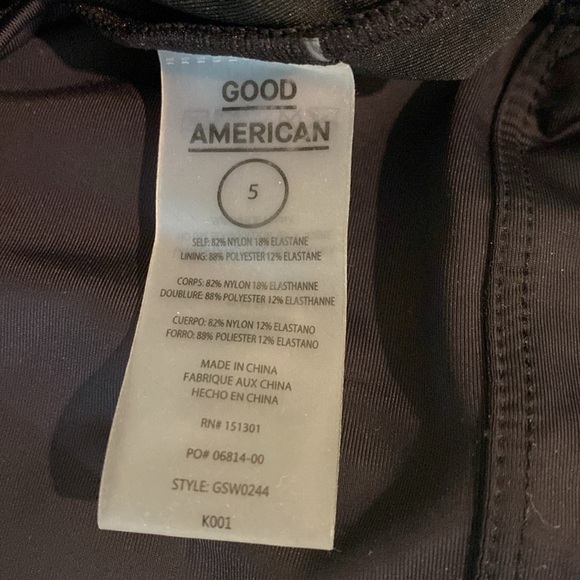 GOOD
AMERICAN
5
SELF: 82% NYLON 18% ELASTANE
LINING: 88% POLYESTER 12% ELASTANE
CORPS: 82% NYLON 18% ELASTHANNE
DOUBLURE: 88% POLYESTER 12% ELASTHANNE
CUERPO: 82% NYLON 12% ELASTANO
FORRO: 88% POLIESTER 12% ELASTANO
MADE IN CHINA
FABRIQUE AUX CHINA
HECHO EN CHINA
RN# 151301
PO# 06814-00
STYLE: GSW0244
K001